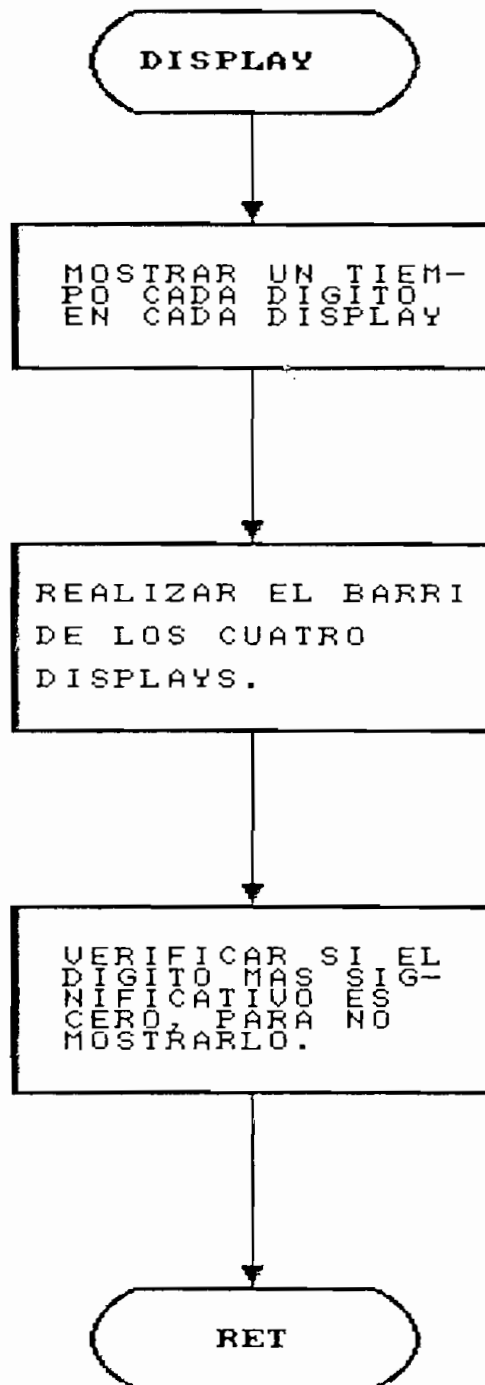 DISPLAY
MOSTRAR UN TIEM-
PO CADA DIGITO
EN CADA DISPLAY
REALIZAR EL BARRI
DE LOS CUATRO
DISPLAYS.
VERIFICAR SI EL
DIGITO MAS SIG-
NIFICATIVO ES
CERO, PARA NO
MOSTRARLO.
RET